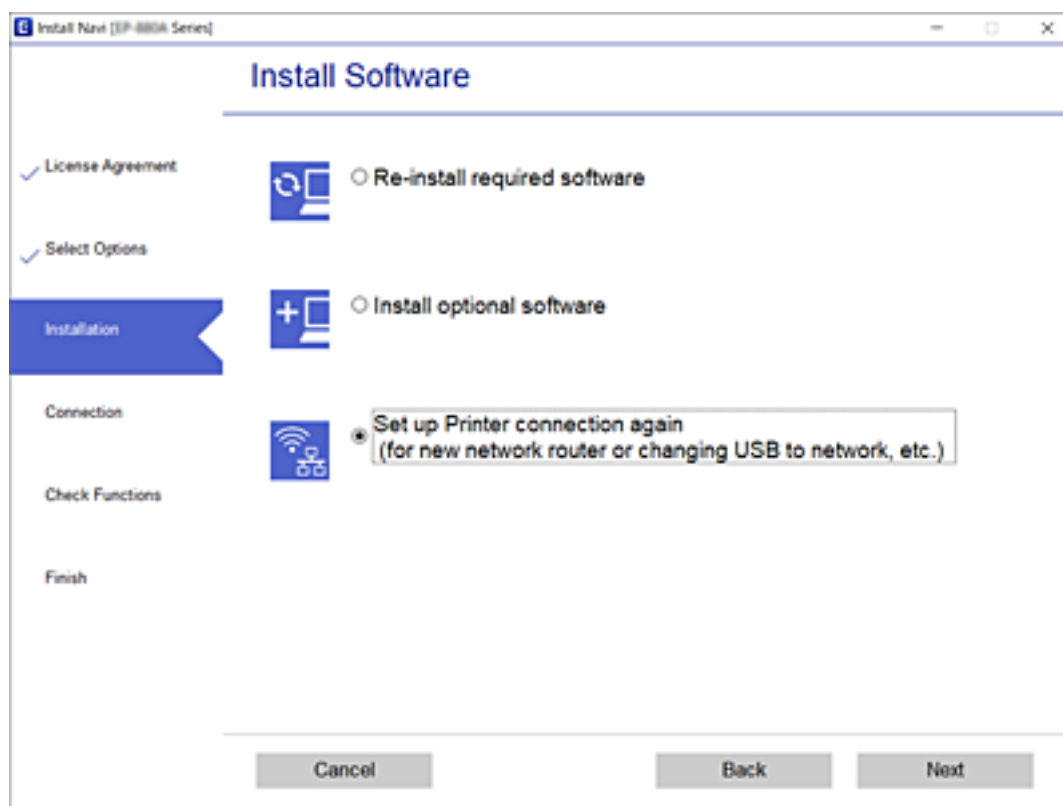 Install Navi [EP-880A Series]
Install Software
License Agreement
Select Options
Installation
Connection
Check Functions
Finish
Re-install required software
Install optional software
Set up Printer connection again
(for new network router or changing USB to network, etc.)
Cancel
Back
Next